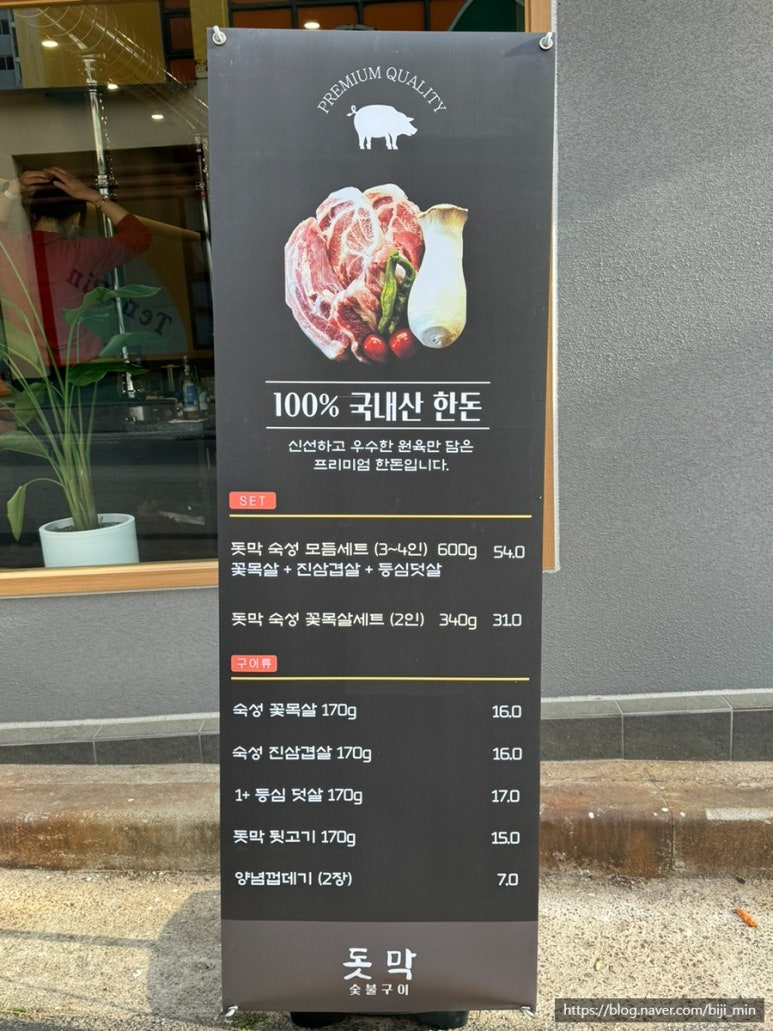 PREMIUM QUALITY
100% 국내산 한돈
신선하고 우수한 원육만 담은
프리미엄 한돈입니다.
SET
돗막 숙성 모듬세트 (3~4인) 600g 54.0
꽃목살 + 진삼겹살 + 등심덧살
돗막 숙성 꽃목살세트 (2인) 340g 31.0
구이류
숙성 꽃목살 170g 16.0
숙성 진삼겹살 170g 16.0
1+ 등심 덧살 170g 17.0
돗막 뒷고기 170g 15.0
양념껍데기 (2장) 7.0
돗막
숯불구이
https://blog.naver.com/biji_min